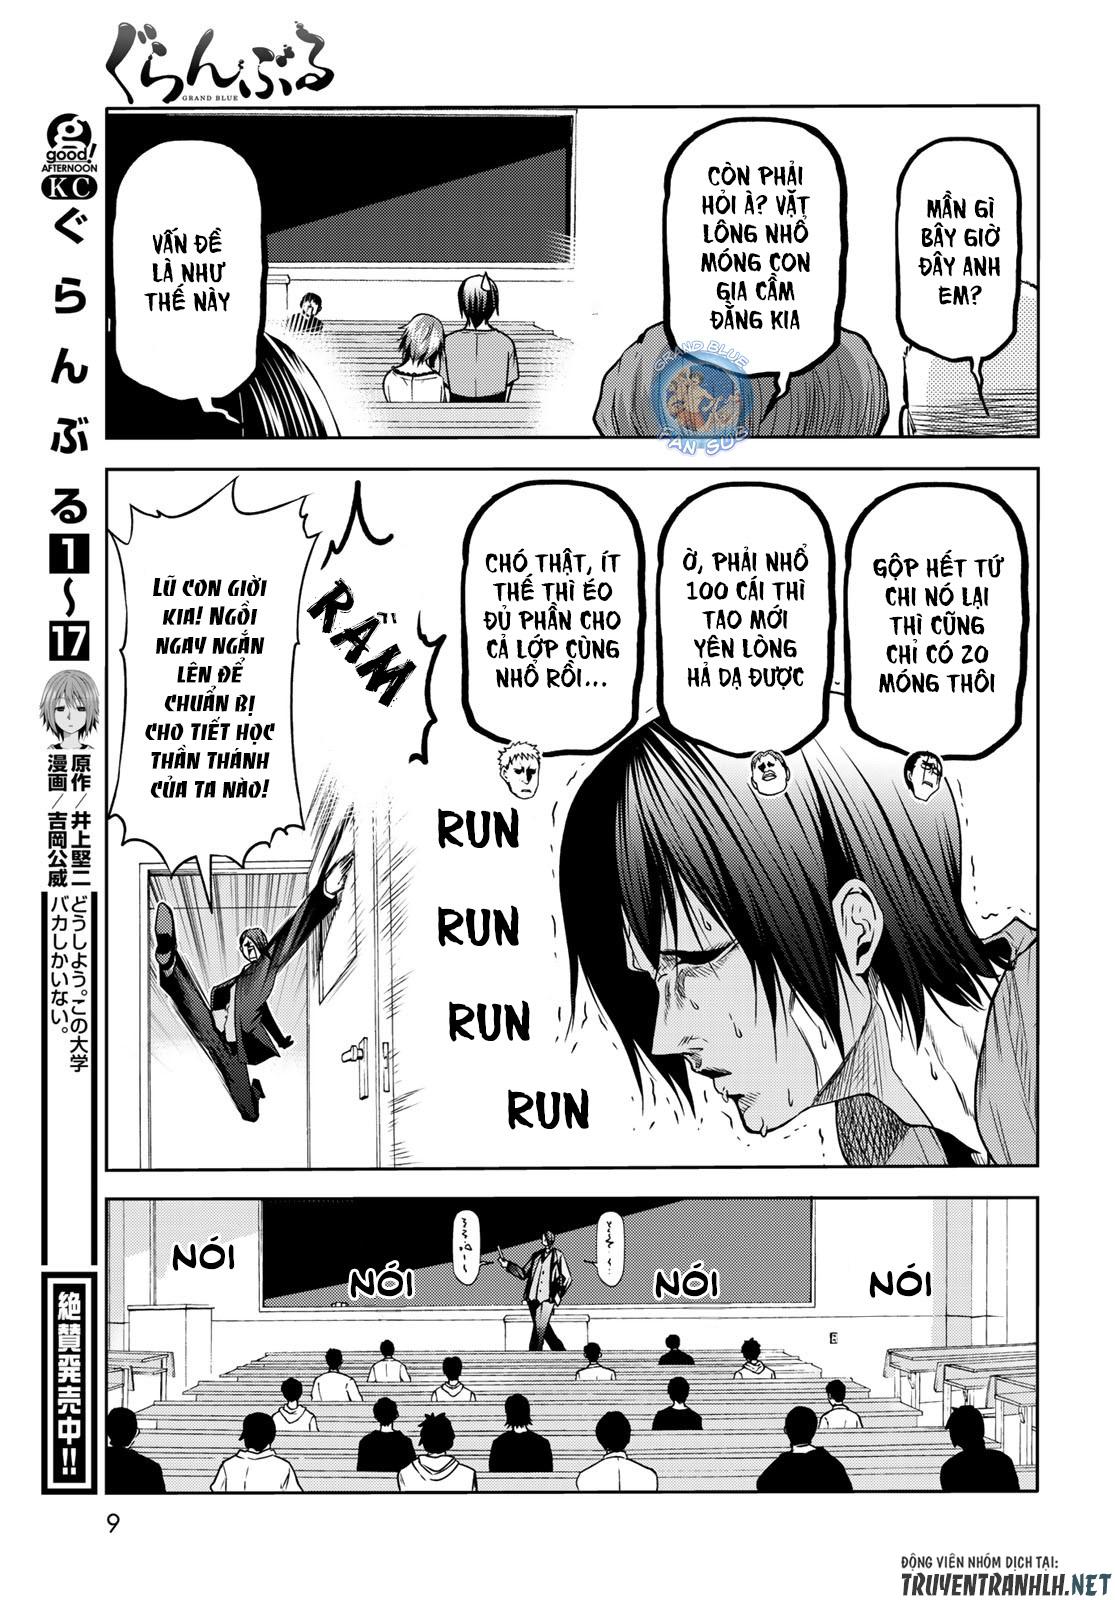 ぐらんぶる
GRAND BLUE
good!
AFTERNOON
KC
ぐらんぶる
1
~
17
原作/井上堅二
漫画/吉岡公威
どうしよう。この大学
バカしかいない。
絶賛発売中!!
MẦN GÌ
BÂY GIỜ
ĐÂY ANH
EM?
CÒN PHẢI
HỎI À? VẶT
LÔNG NHỔ
MÓNG CON
GIA CẦM
ĐẰNG KIA
VẤN ĐỀ
LÀ NHƯ
THẾ NÀY
GRAND BLUE
FAN SUB
GỘP HẾT TỨ
CHI NÓ LẠI
THÌ CŨNG
CHỈ CÓ 20
MÓNG THÔI
Ờ, PHẢI NHỔ
100 CÁI THÌ
TAO MỚI
YÊN LÒNG
HẢ DẠ ĐƯỢC
CHÓ THẬT, ÍT
THẾ THÌ ÉO
ĐỦ PHẦN CHO
CẢ LỚP CÙNG
NHỔ RỒI...
RUN
RUN
RUN
RUN
RẦM
LŨ CON GIỜI
KIA! NGỒI
NGAY NGẮN
LÊN ĐỂ
CHUẨN BỊ
CHO TIẾT HỌC
THẦN THÁNH
CỦA TA NÀO!
NÓI
NÓI
NÓI
NÓI
9
ĐỘNG VIÊN NHÓM DỊCH TẠI:
TRUYENTRANHLH.NET